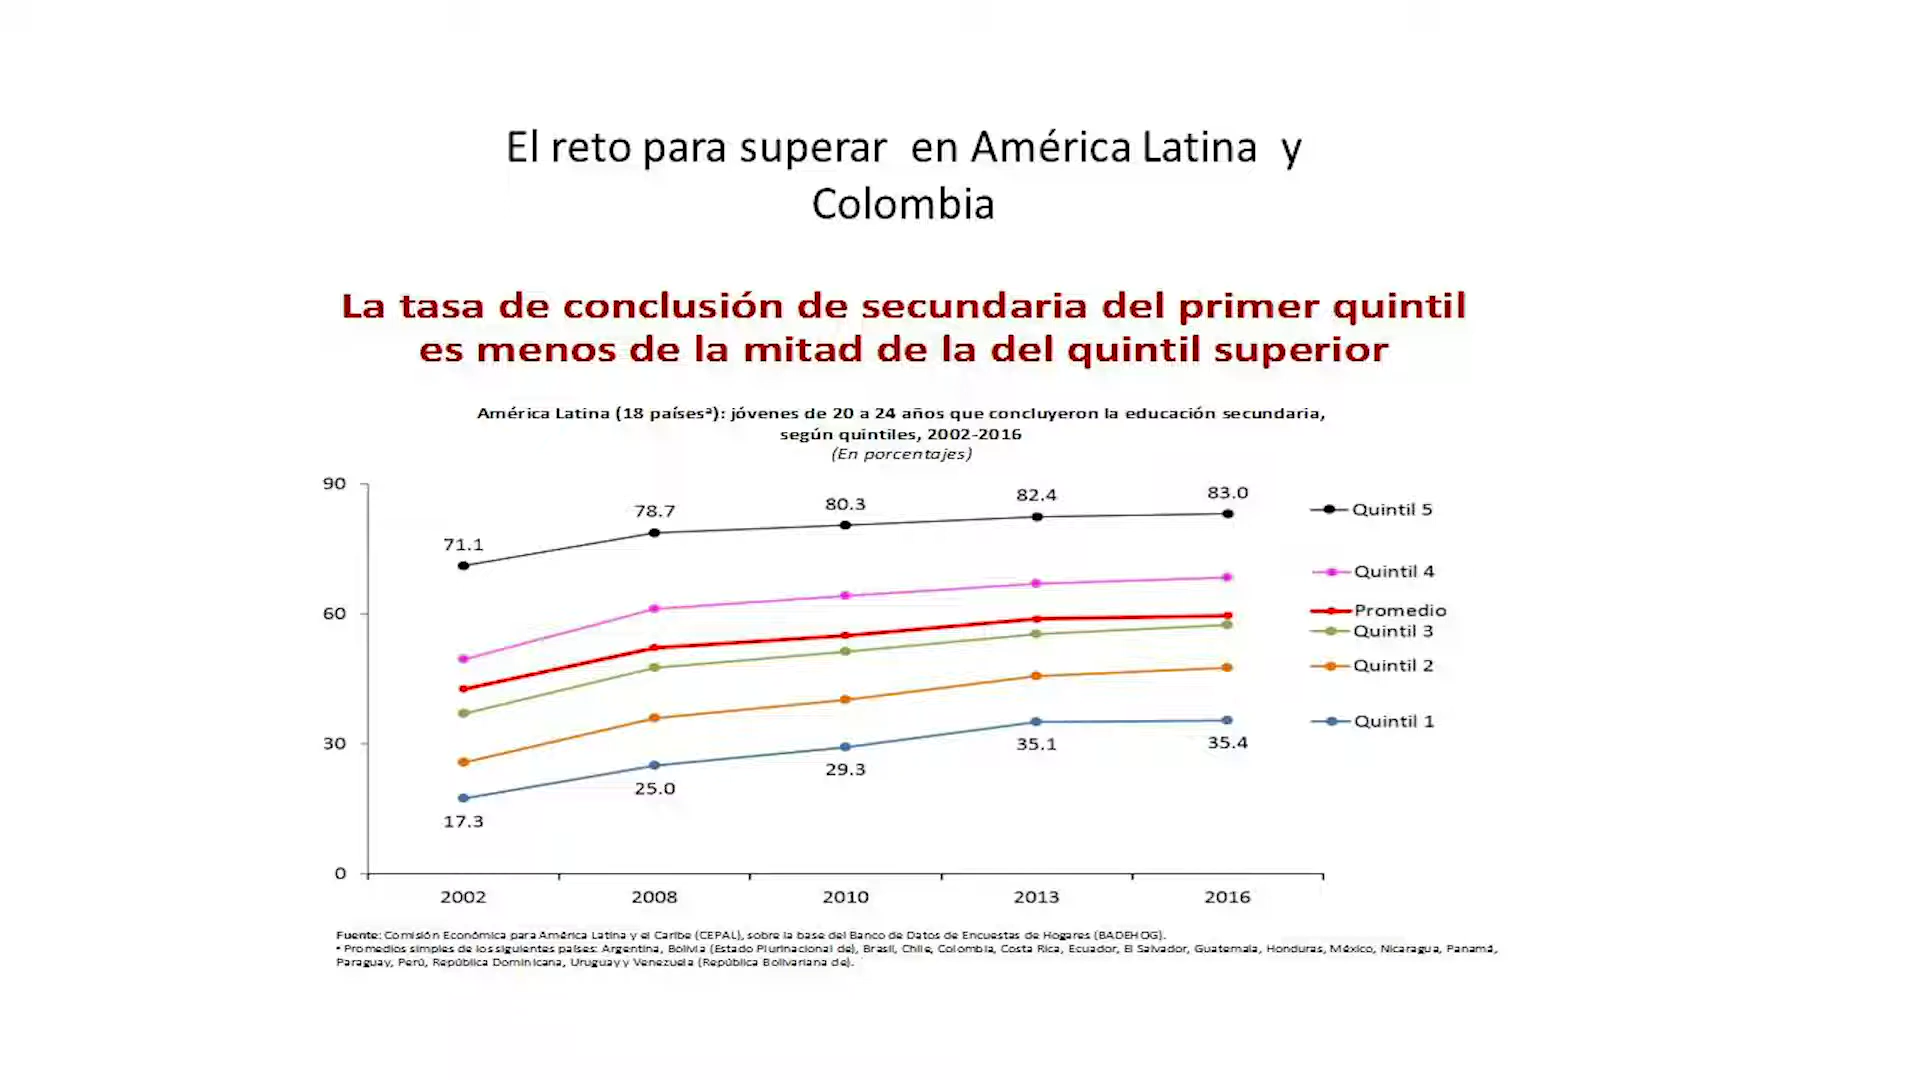 El reto para superar en América Latina y
Colombia
La tasa de conclusión de secundaria del primer quintil
es menos de la mitad de la del quintil superior
América Latina (18 paísesª): jóvenes de 20 a 24 años que concluyeron la educación secundaria,
según quintiles, 2002-2016
(En porcentajes)
90
60
30
0
71.1
78.7
80.3
82.4
83.0
17.3
25.0
29.3
35.1
35.4
Quintil 5
Quintil 4
Promedio
Quintil 3
Quintil 2
Quintil 1
2002
2008
2010
2013
2016
Fuente: Comisión Económica para América Latina y el Caribe (CEPAL), sobre la base del Banco de Datos de Encuestas de Hogares (BADEHOG).
ª Promedios simples de los siguientes países: Argentina, Bolivia (Estado Plurinacional de), Brasil, Chile, Colombia, Costa Rica, Ecuador, El Salvador, Guatemala, Honduras, México, Nicaragua, Panamá,
Paraguay, Perú, República Dominicana, Uruguay y Venezuela (República Bolivariana de).